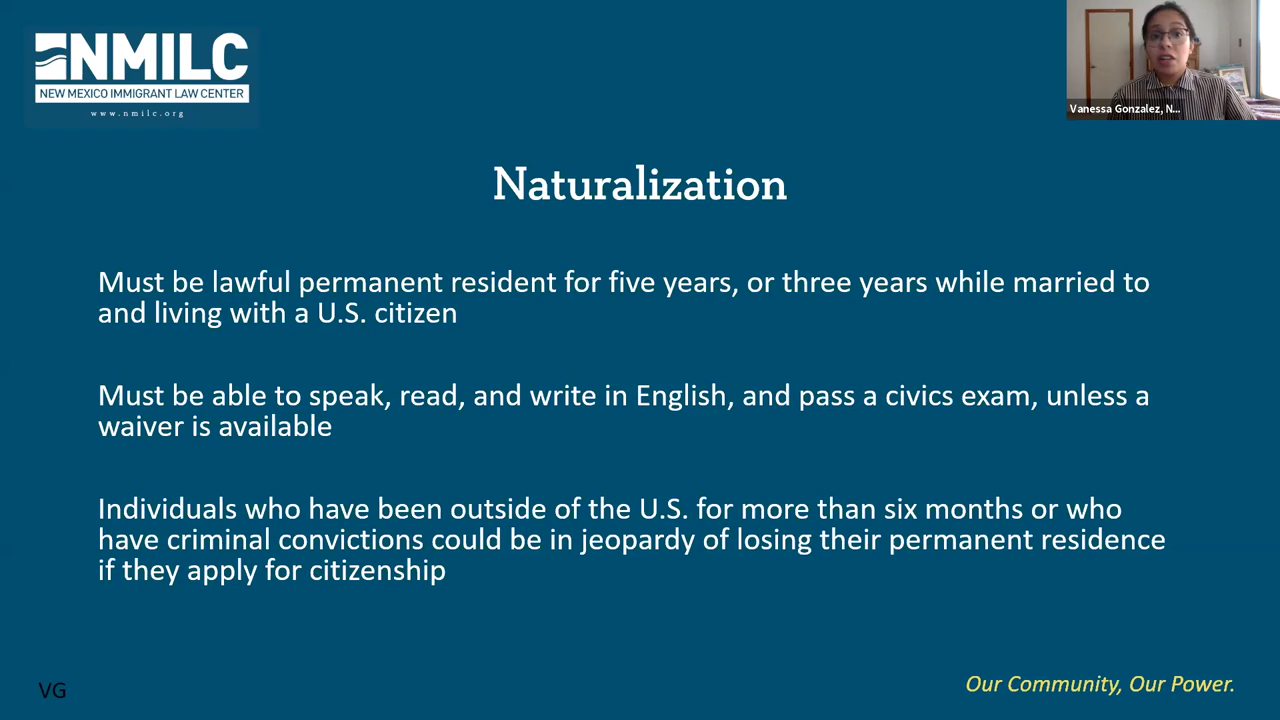 NMILC
NEW MEXICO IMMIGRANT LAW CENTER
www.nmilc.org
Vanessa Gonzalez, N...
Naturalization
Must be lawful permanent resident for five years, or three years while married to
and living with a U.S. citizen
Must be able to speak, read, and write in English, and pass a civics exam, unless a
waiver is available
Individuals who have been outside of the U.S. for more than six months or who
have criminal convictions could be in jeopardy of losing their permanent residence
if they apply for citizenship
VG
Our Community, Our Power.